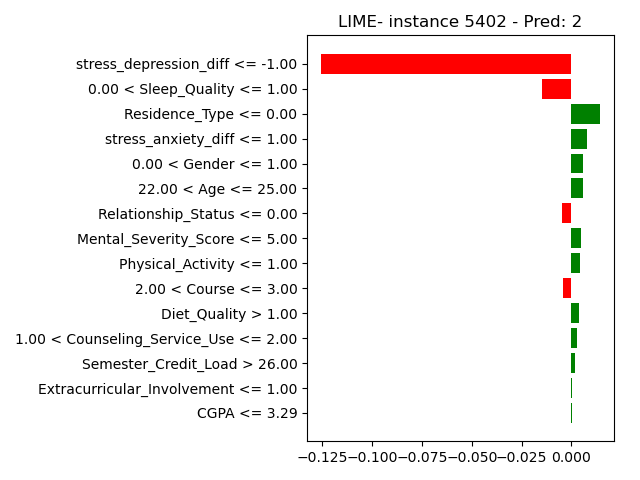 LIME- instance 5402 - Pred: 2
stress_depression_diff <= -1.00
0.00 < Sleep_Quality <= 1.00
Residence_Type <= 0.00
stress_anxiety_diff <= 1.00
0.00 < Gender <= 1.00
22.00 < Age <= 25.00
Relationship_Status <= 0.00
Mental_Severity_Score <= 5.00
Physical_Activity <= 1.00
2.00 < Course <= 3.00
Diet_Quality > 1.00
1.00 < Counseling_Service_Use <= 2.00
Semester_Credit_Load > 26.00
Extracurricular_Involvement <= 1.00
CGPA <= 3.29
−0.125 −0.100 −0.075 −0.050 −0.025 0.000